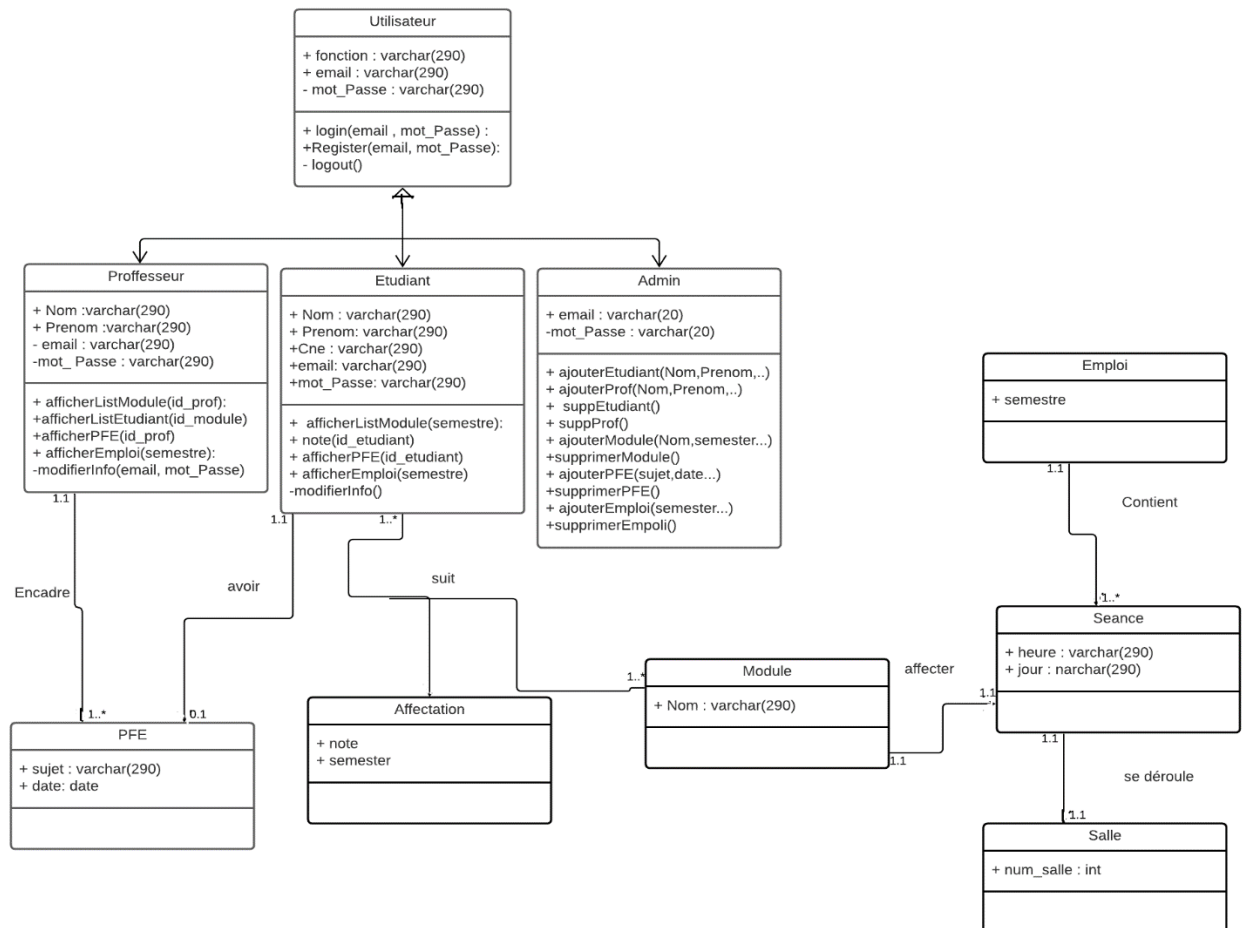 Utilisateur
+ fonction : varchar(290)
+ email : varchar(290)
- mot_Passe : varchar(290)
+ login(email , mot_Passe) :
+Register(email, mot_Passe):
- logout()
Proffesseur
+ Nom :varchar(290)
+ Prenom :varchar(290)
- email : varchar(290)
-mot_ Passe : varchar(290)
+ afficherListModule(id_prof):
+afficherListEtudiant(id_module)
+afficherPFE(id_prof)
+ afficherEmploi(semestre):
-modifierInfo(email, mot_Passe)
Etudiant
+ Nom : varchar(290)
+ Prenom: varchar(290)
+Cne : varchar(290)
+email: varchar(290)
+mot_Passe: varchar(290)
+ afficherListModule(semestre):
+ note(id_etudiant)
+ afficherPFE(id_etudiant)
+ afficherEmploi(semestre)
-modifierInfo()
Admin
+ email : varchar(20)
-mot_Passe : varchar(20)
+ ajouterEtudiant(Nom,Prenom,..)
+ ajouterProf(Nom,Prenom,..)
+ suppEtudiant()
+ suppProf()
+ ajouterModule(Nom,semester...)
+supprimerModule()
+ ajouterPFE(sujet,date...)
+supprimerPFE()
+ ajouterEmploi(semester...)
+supprimerEmpoli()
Emploi
+ semestre
1.1
Contient
1..*
1.1
Encadre
1..*
1.1
avoir
0.1
1..*
suit
1..*
PFE
+ sujet : varchar(290)
+ date: date
Affectation
+ note
+ semester
Module
+ Nom : varchar(290)
1.1
affecter
1.1
Seance
+ heure : varchar(290)
+ jour : narchar(290)
1.1
se déroule
1.1
Salle
+ num_salle : int